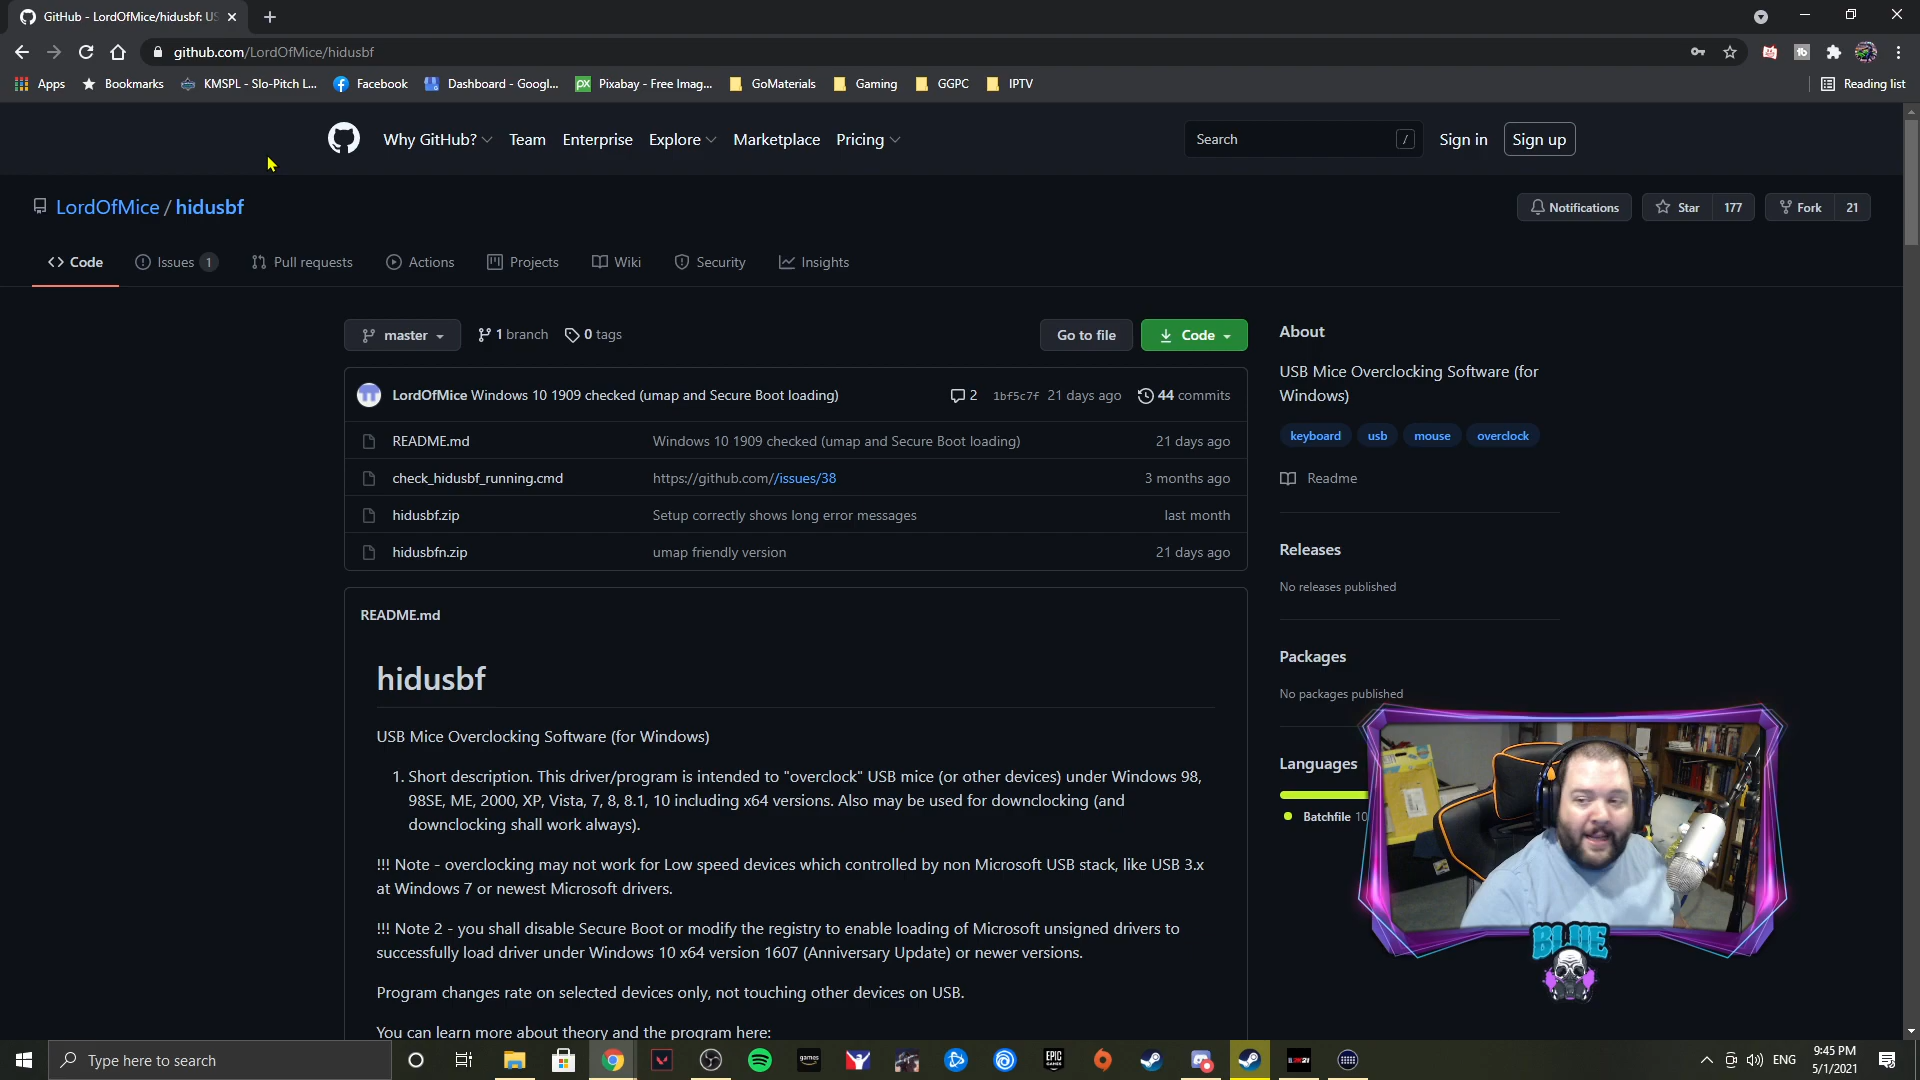 GitHub - LordOfMice/hidusbf: US
github.com/LordOfMice/hidusbf
Apps
Bookmarks
KMSPL - Slo-Pitch L...
Facebook
Dashboard - Googl...
Pixabay - Free Imag...
GoMaterials
Gaming
GGPC
IPTV
Reading list
Why GitHub?
Team
Enterprise
Explore
Marketplace
Pricing
Search /
Sign in
Sign up
LordOfMice / hidusbf
Notifications
Star 177
Fork 21
Code
Issues 1
Pull requests
Actions
Projects
Wiki
Security
Insights
master
1 branch
0 tags
Go to file
Code
LordOfMice Windows 10 1909 checked (umap and Secure Boot loading)
2
1bf5c7f 21 days ago
44 commits
README.md
Windows 10 1909 checked (umap and Secure Boot loading)
21 days ago
check_hidusbf_running.cmd
https://github.com//issues/38
3 months ago
hidusbf.zip
Setup correctly shows long error messages
last month
hidusbfn.zip
umap friendly version
21 days ago
About
USB Mice Overclocking Software (for
Windows)
keyboard
usb
mouse
overclock
Readme
Releases
No releases published
Packages
No packages published
Languages
Batchfile 10
README.md
hidusbf
USB Mice Overclocking Software (for Windows)
1. Short description. This driver/program is intended to "overclock" USB mice (or other devices) under Windows 98,
98SE, ME, 2000, XP, Vista, 7, 8, 8.1, 10 including x64 versions. Also may be used for downclocking (and
downclocking shall work always).
!!! Note - overclocking may not work for Low speed devices which controlled by non Microsoft USB stack, like USB 3.x
at Windows 7 or newest Microsoft drivers.
!!! Note 2 - you shall disable Secure Boot or modify the registry to enable loading of Microsoft unsigned drivers to
successfully load driver under Windows 10 x64 version 1607 (Anniversary Update) or newer versions.
Program changes rate on selected devices only, not touching other devices on USB.
You can learn more about theory and the program here:
BLUE
Type here to search
ENG
9:45 PM
5/1/2021